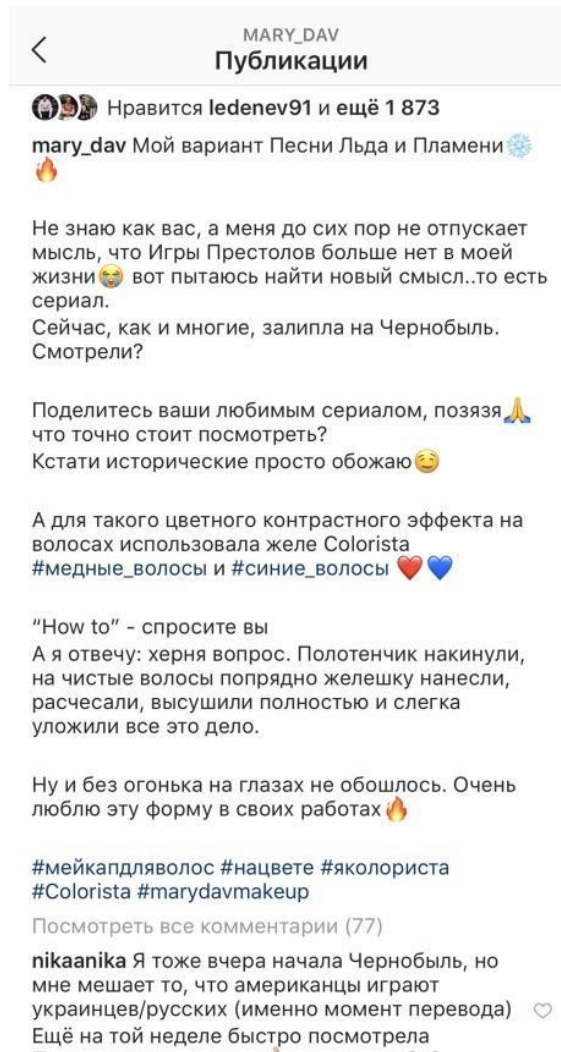 MARY_DAV
Публикации
Нравится ledenev91 и ещё 1 873
mary_dav Мой вариант Песни Льда и Пламени❄️
🔥
Не знаю как вас, а меня до сих пор не отпускает
мысль, что Игры Престолов больше нет в моей
жизни😭 вот пытаюсь найти новый смысл..то есть
сериал.
Сейчас, как и многие, залипла на Чернобыль.
Смотрели?
Поделитесь ваши любимым сериалом, позязя🙏
что точно стоит посмотреть?
Кстати исторические просто обожаю🤤
А для такого цветного контрастного эффекта на
волосах использовала желе Colorista
#медные_волосы и #синие_волосы ❤️💙
“How to” - спросите вы
А я отвечу: херня вопрос. Полотенчик накинули,
на чистые волосы попрядно желешку нанесли,
расчесали, высушили полностью и слегка
уложили все это дело.
Ну и без огонька на глазах не обошлось. Очень
люблю эту форму в своих работах🔥
#мейкапдляволос #нацвете #яколориста
#Colorista #marydavmakeup
Посмотреть все комментарии (77)
nikaanika Я тоже вчера начала Чернобыль, но
мне мешает то, что американцы играют
украинцев/русских (именно момент перевода)
Ещё на той неделе быстро посмотрела